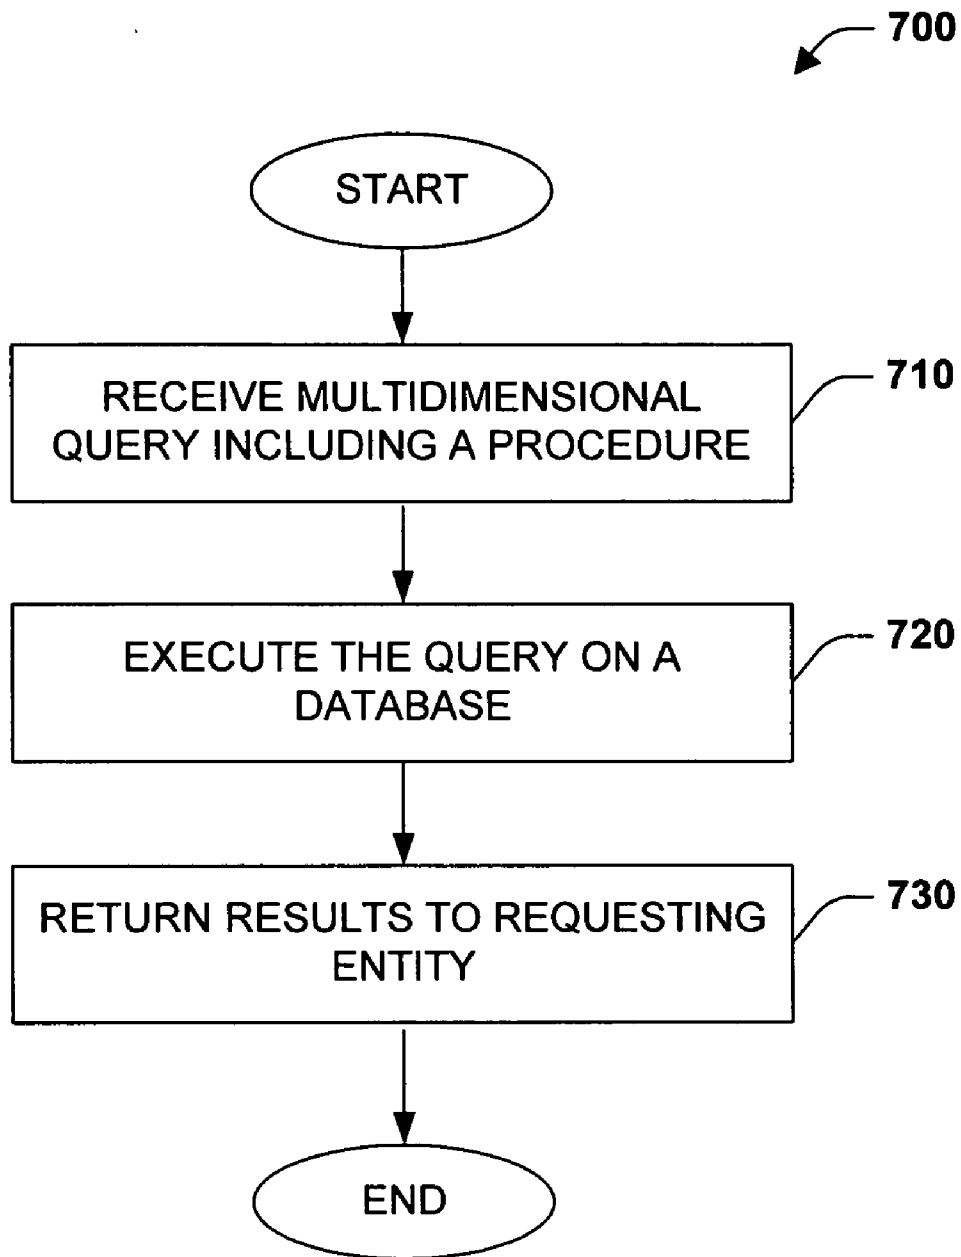 700
START
RECEIVE MULTIDIMENSIONAL
QUERY INCLUDING A PROCEDURE
710
EXECUTE THE QUERY ON A
DATABASE
720
RETURN RESULTS TO REQUESTING
ENTITY
730
END